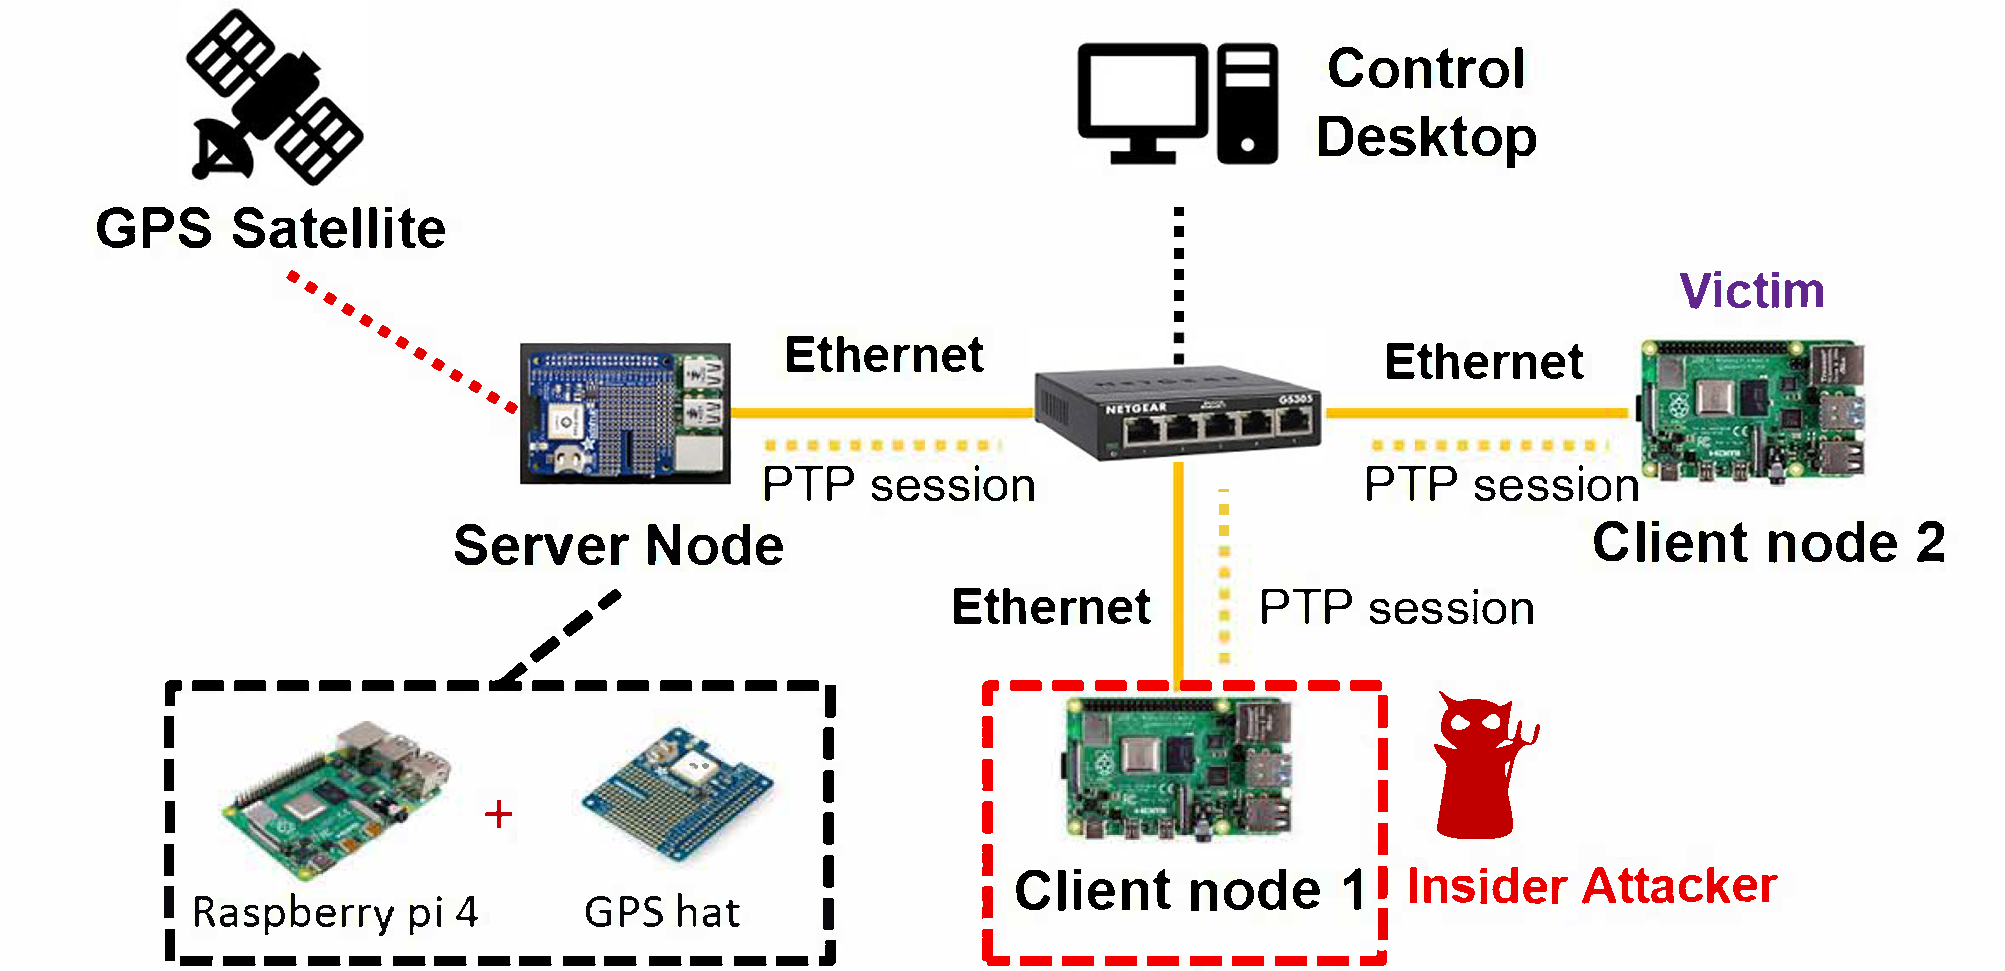 GPS Satellite
Control
Desktop
Victim
Ethernet
Ethernet
NETGEAR
GS305
PTP session
PTP session
Server Node
Client node 2
Ethernet
PTP session
Raspberry pi 4
+
GPS hat
Client node 1
Insider Attacker